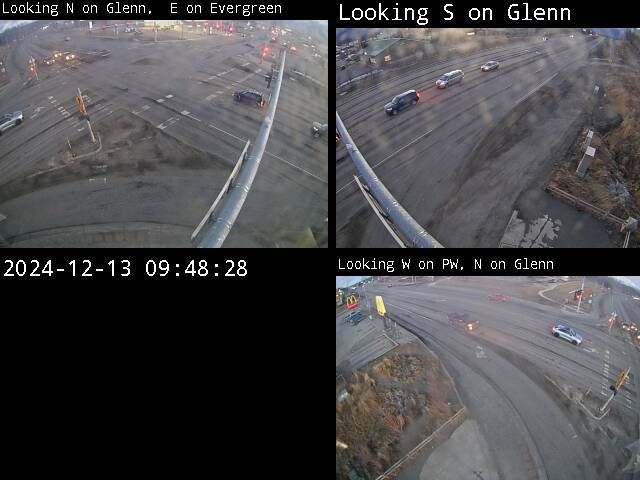 Looking N on Glenn,  E on Evergreen
Looking S on Glenn
2024-12-13 09:48:28
Looking W on PW, N on Glenn